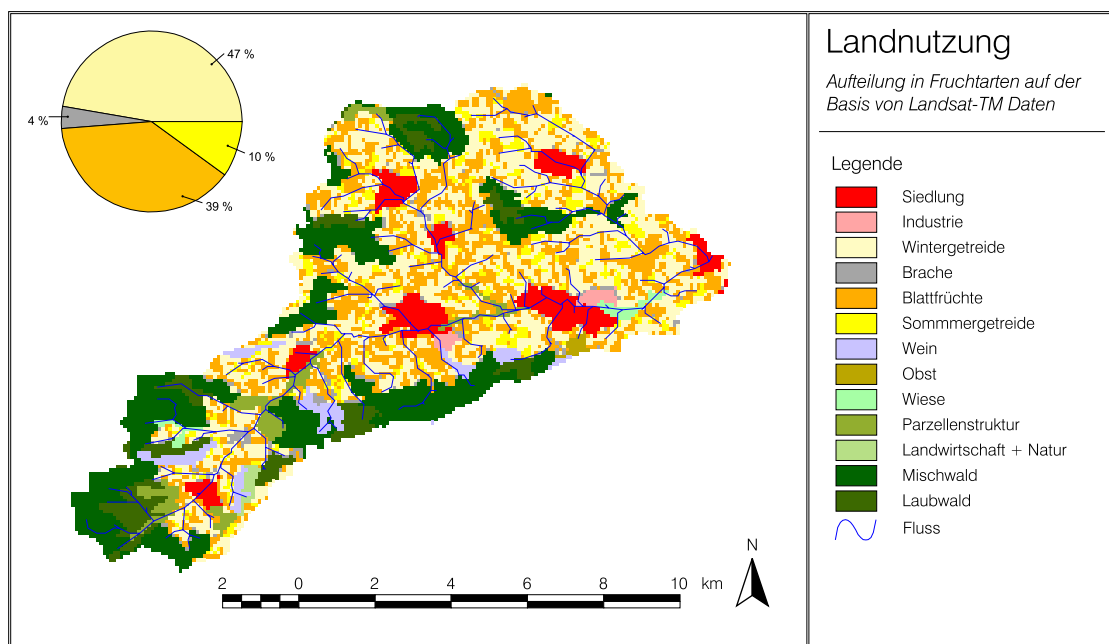 47 %
4 %
10 %
39 %
Landnutzung
Aufteilung in Fruchtarten auf der
Basis von Landsat-TM Daten
Legende
Siedlung
Industrie
Wintergetreide
Brache
Blattfrüchte
Sommmergetreide
Wein
Obst
Wiese
Parzellenstruktur
Landwirtschaft + Natur
Mischwald
Laubwald
Fluss
N
2 0 2 4 6 8 10 km